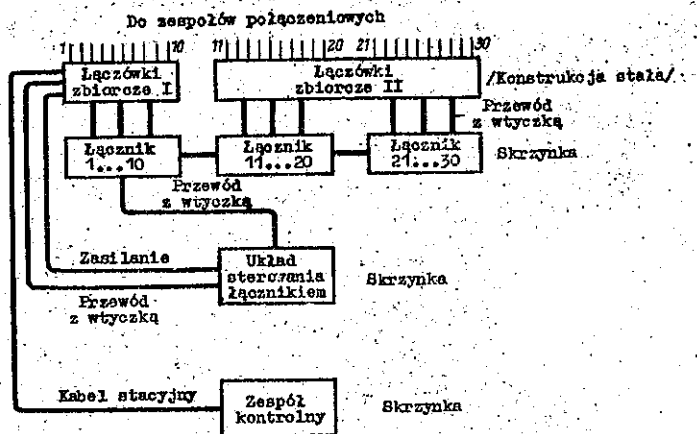 Do zespołów połączeniowych
1 10 11 20 21 30
Łączówki
zbiorcze I
Łączówki
zbiorcze II
/Konstrukcja stała/
Przewód
z wtyczką
Łącznik
1...10
Łącznik
11...20
Łącznik
21...30
Skrzynka
Przewód
z wtyczką
Zasilanie
Układ
sterowania
łącznikiem
Skrzynka
Przewód
z wtyczką
Kabel stacyjny
Zespół
kontrolny
Skrzynka